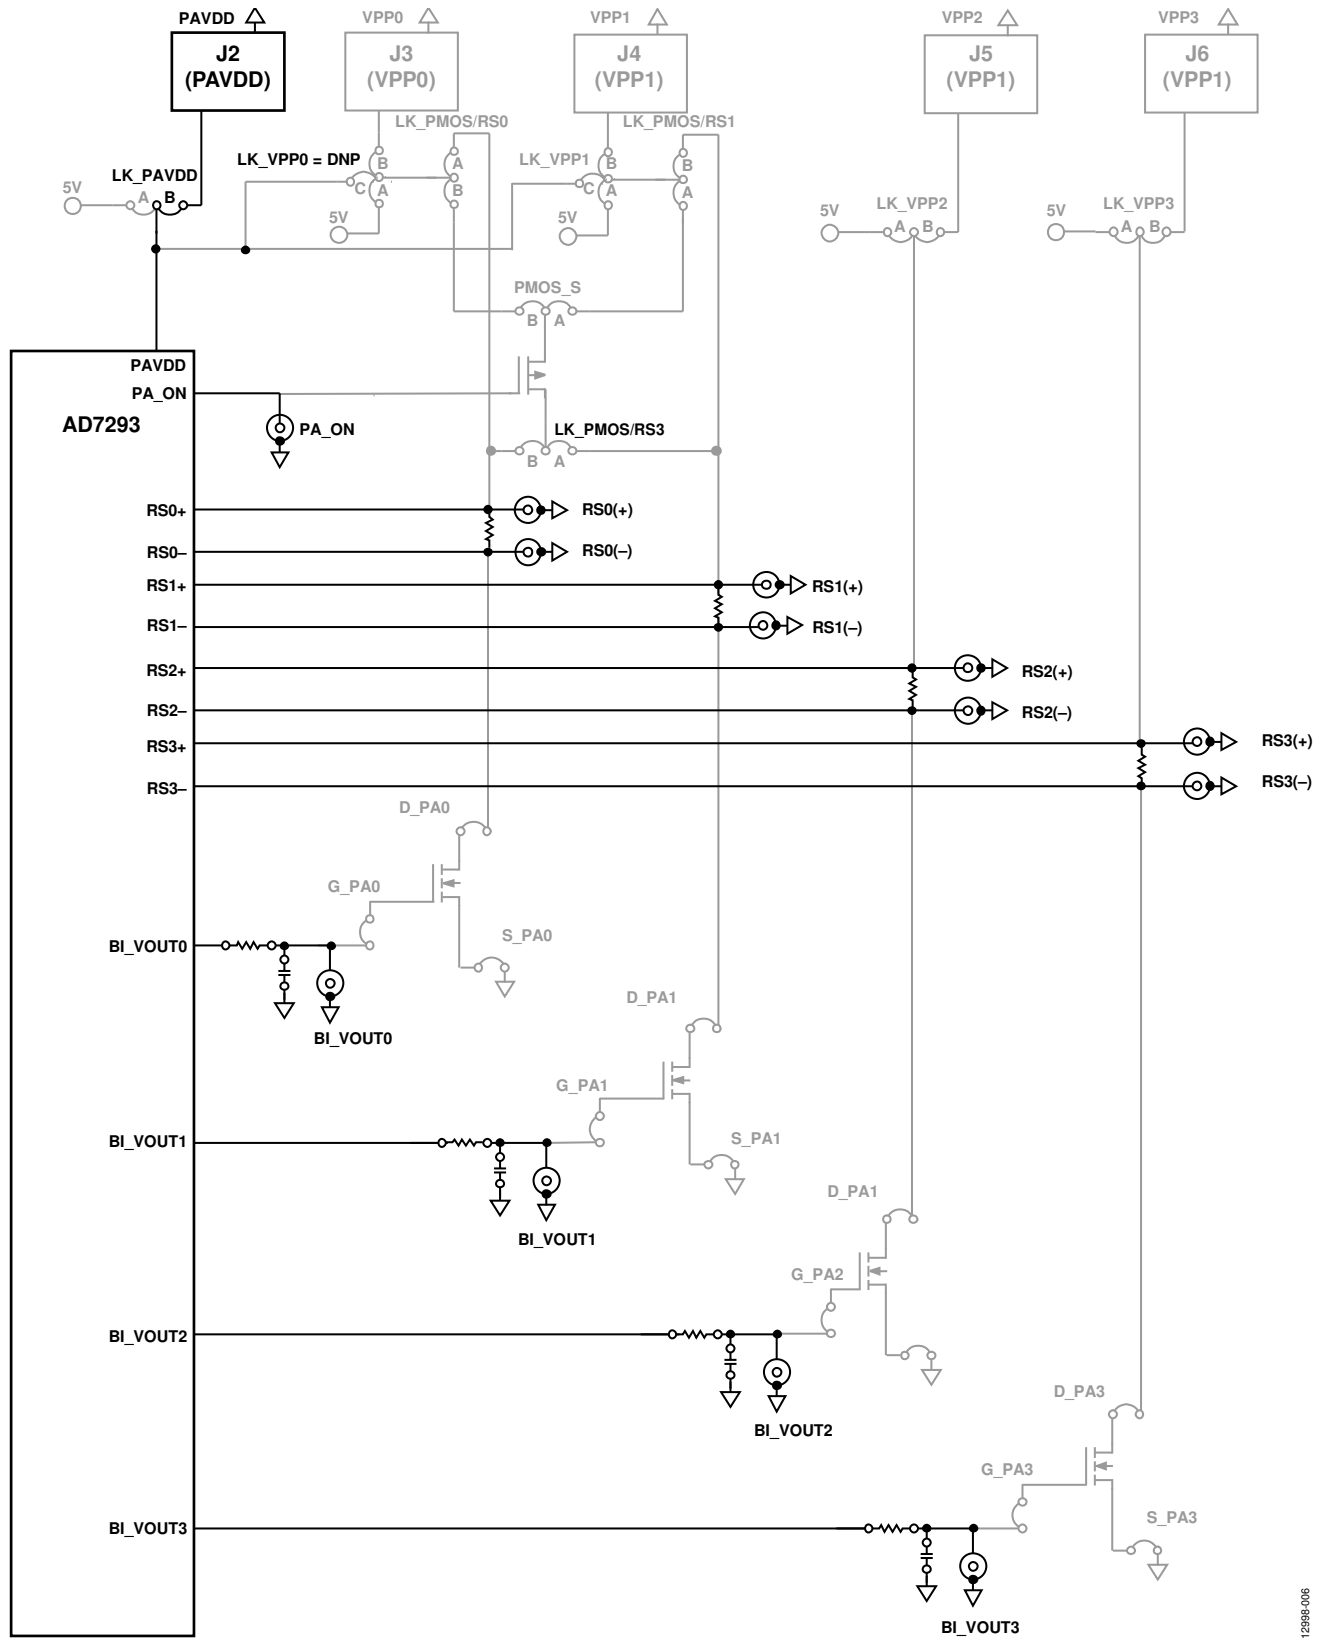 PAVDD
VPP0
VPP1
VPP2
VPP3
J2
(PAVDD)
J3
(VPP0)
J4
(VPP1)
J5
(VPP1)
J6
(VPP1)
LK_PMOS/RS0
LK_PMOS/RS1
LK_VPP0 = DNP
B
C
A
A
B
LK_VPP1
B
C
A
B
A
LK_PAVDD
5V
A
B
5V
5V
5V
LK_VPP2
A
B
5V
LK_VPP3
A
B
PMOS_S
B
A
PAVDD
PA_ON
AD7293
PA_ON
LK_PMOS/RS3
B
A
RS0+
RS0(+)
RS0–
RS0(–)
RS1+
RS1(+)
RS1–
RS1(–)
RS2+
RS2(+)
RS2–
RS2(–)
RS3+
RS3(+)
RS3–
RS3(–)
D_PA0
G_PA0
S_PA0
BI_VOUT0
BI_VOUT0
D_PA1
G_PA1
S_PA1
BI_VOUT1
BI_VOUT1
D_PA1
G_PA2
BI_VOUT2
BI_VOUT2
D_PA3
G_PA3
S_PA3
BI_VOUT3
BI_VOUT3
12998-006